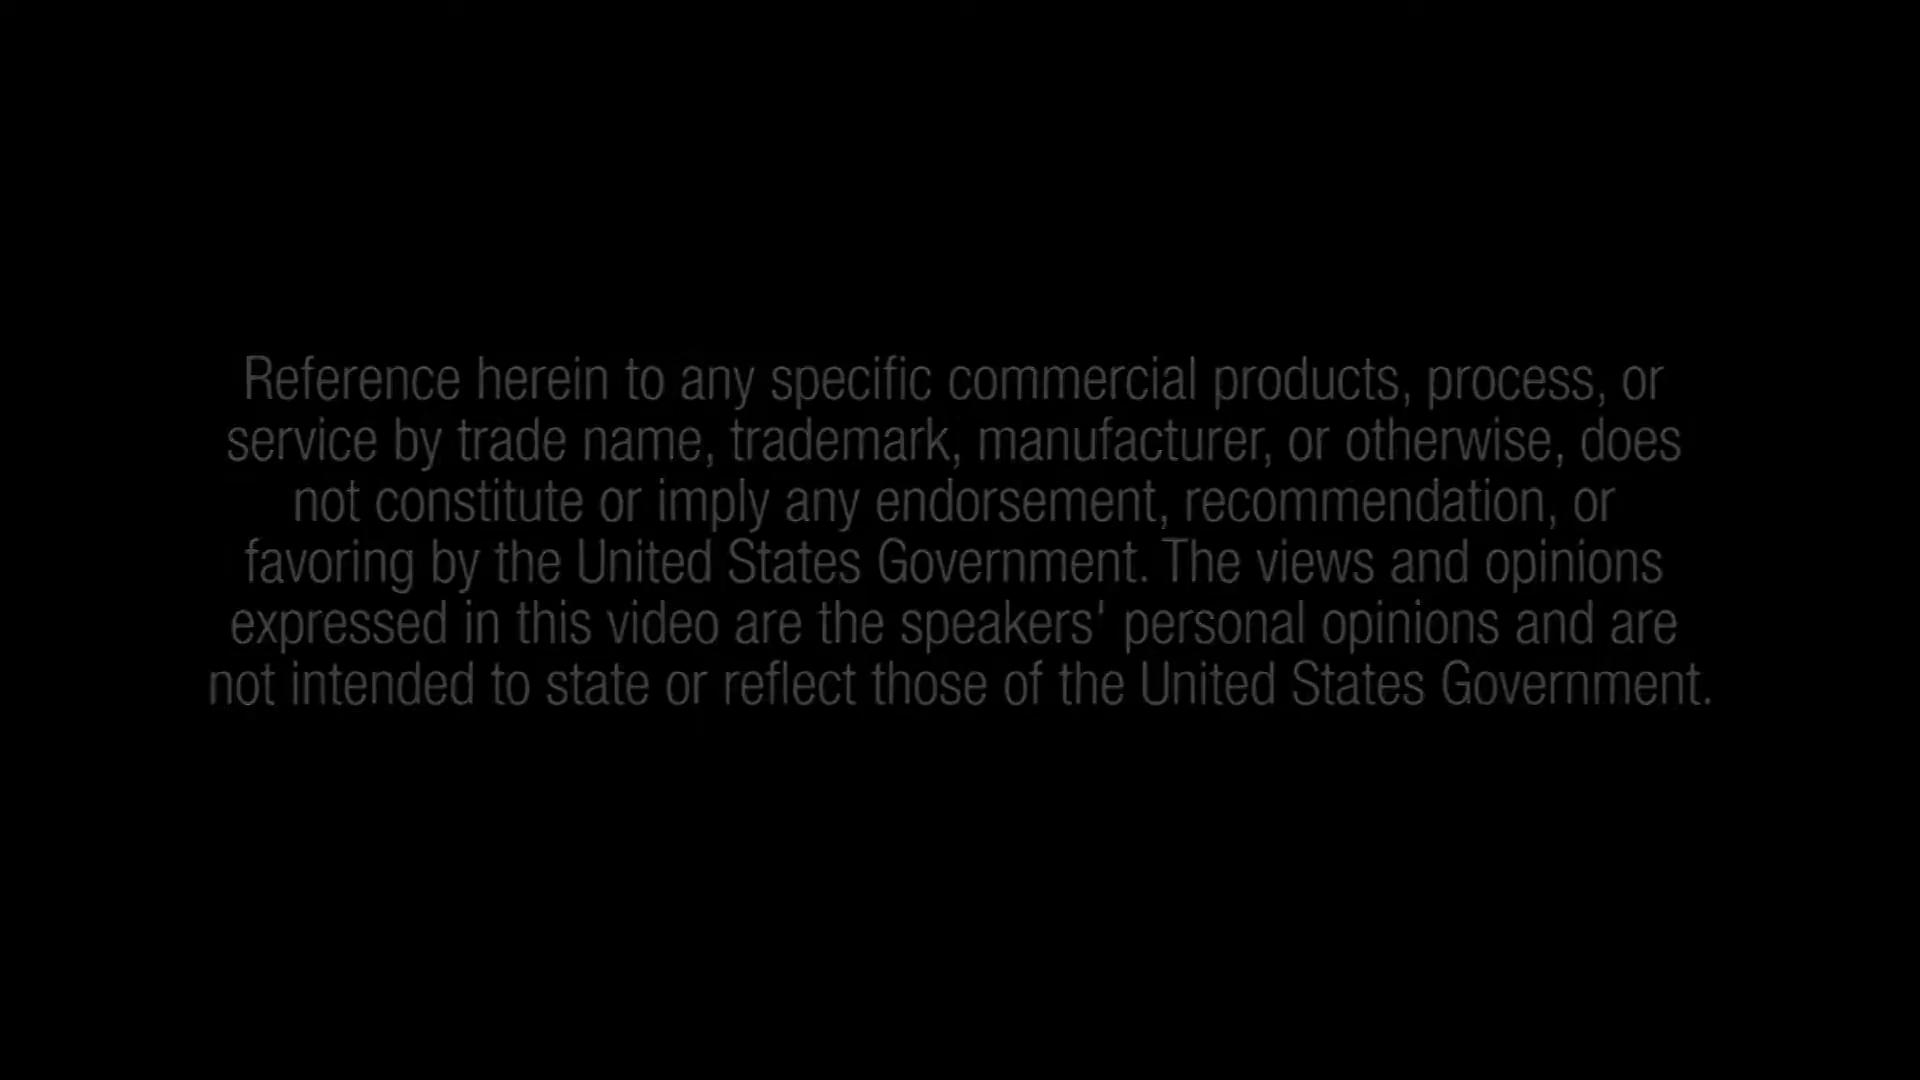 Reference herein to any specific commercial products, process, or
service by trade name, trademark, manufacturer, or otherwise, does
not constitute or imply any endorsement, recommendation, or
favoring by the United States Government. The views and opinions
expressed in this video are the speakers' personal opinions and are
not intended to state or reflect those of the United States Government.